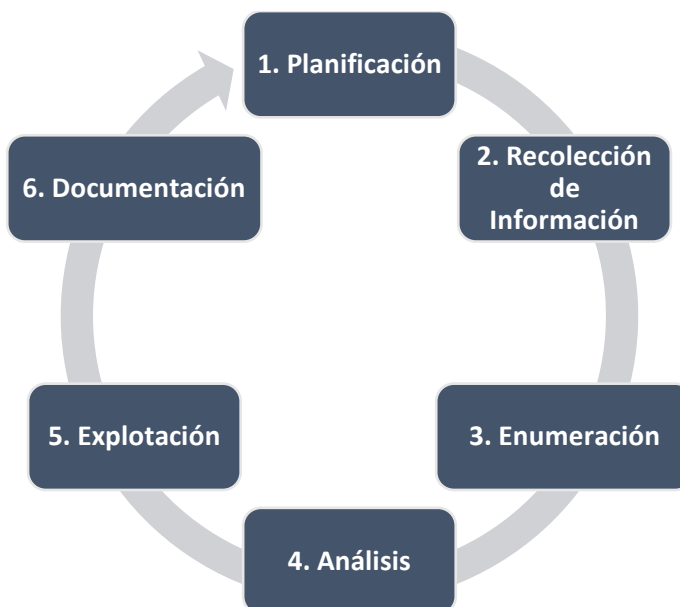 1. Planificación
2. Recolección
de
Información
3. Enumeración
4. Análisis
5. Explotación
6. Documentación